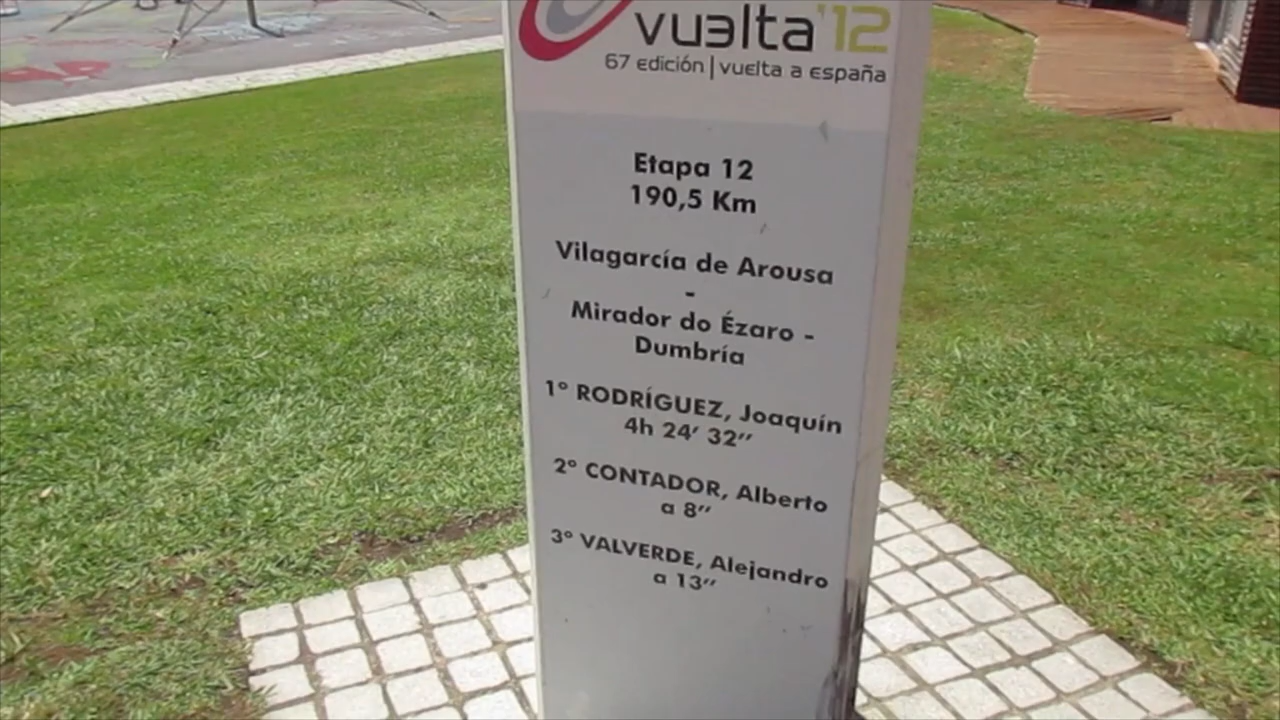 vuelta '12
67 edición | vuelta a españa
Etapa 12
190,5 Km
Vilagarcía de Arousa
-
Mirador do Ézaro -
Dumbría
1º RODRÍGUEZ, Joaquín
4h 24' 32"
2º CONTADOR, Alberto
a 8"
3º VALVERDE, Alejandro
a 13"